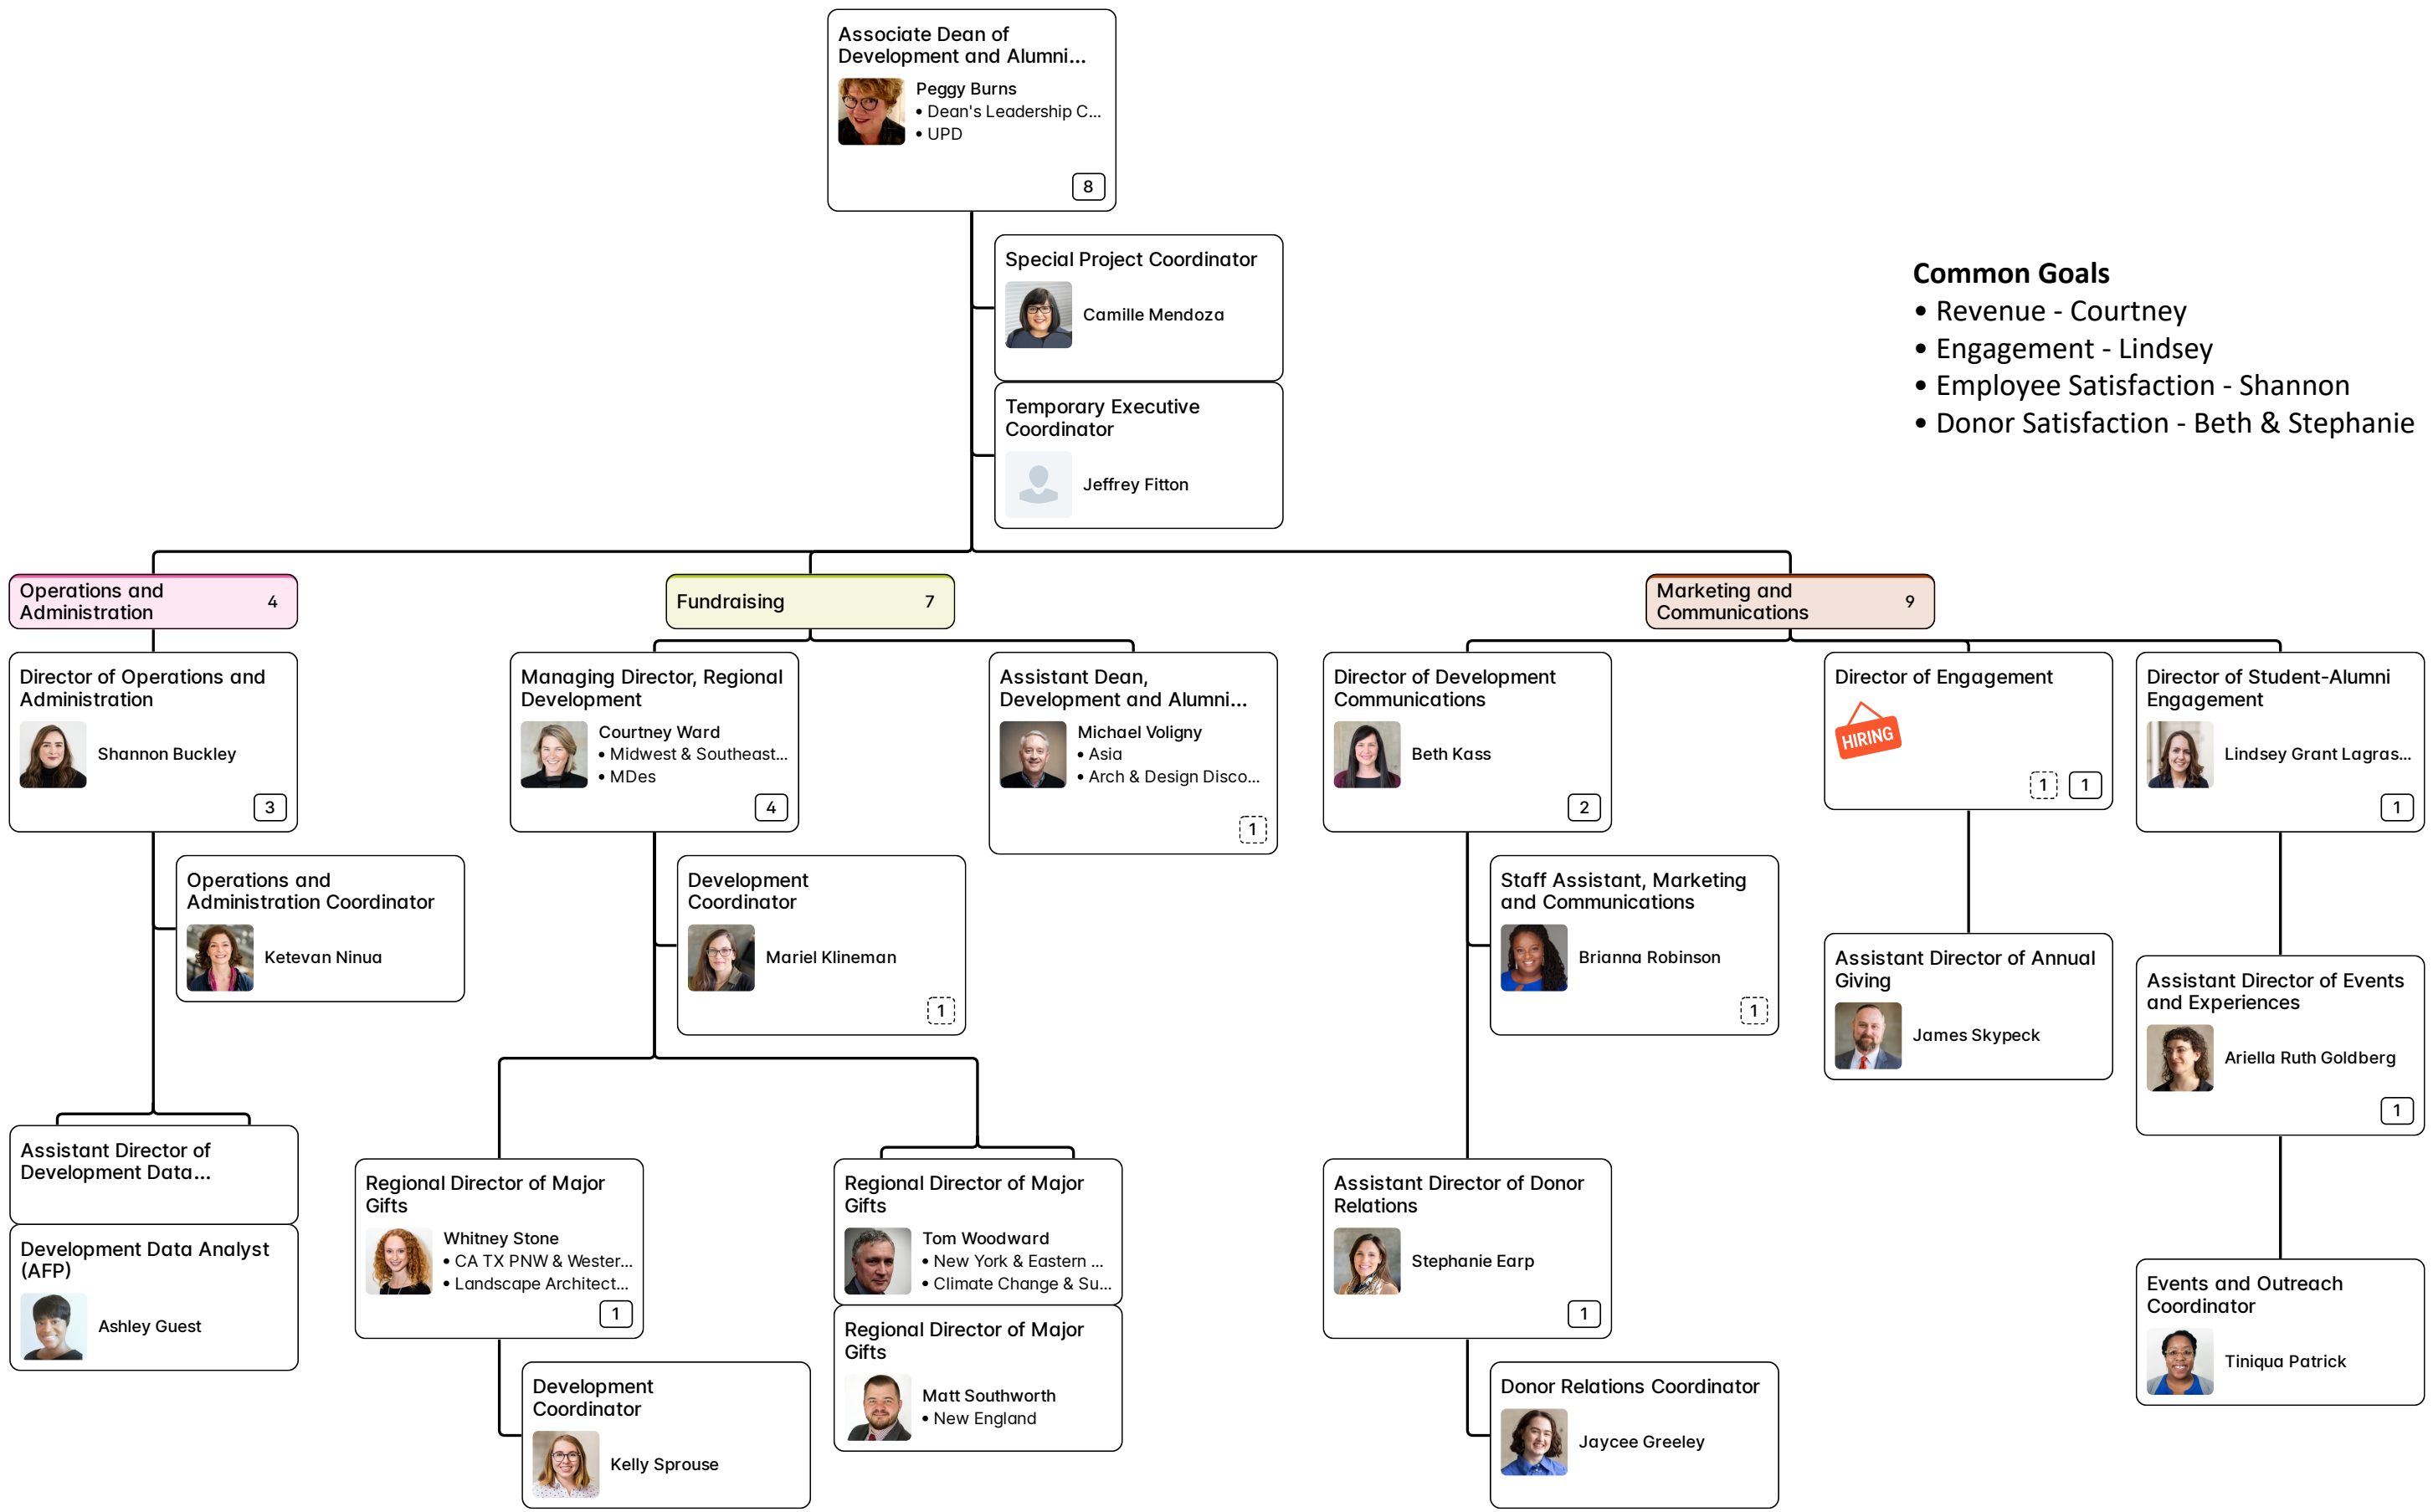 Associate Dean of
Development and Alumni...
Peggy Burns
• Dean's Leadership C...
• UPD
8
Special Project Coordinator
Camille Mendoza
Temporary Executive
Coordinator
Jeffrey Fitton
Common Goals
• Revenue - Courtney
• Engagement - Lindsey
• Employee Satisfaction - Shannon
• Donor Satisfaction - Beth & Stephanie
Operations and
Administration
4
Fundraising
7
Marketing and
Communications
9
Director of Operations and
Administration
Shannon Buckley
3
Managing Director, Regional
Development
Courtney Ward
• Midwest & Southeast...
• MDes
4
Assistant Dean,
Development and Alumni...
Michael Voligny
• Asia
• Arch & Design Disco...
1
Director of Development
Communications
Beth Kass
2
Director of Engagement
HIRING
1
1
Director of Student-Alumni
Engagement
Lindsey Grant Lagras...
1
Operations and
Administration Coordinator
Ketevan Ninua
Development
Coordinator
Mariel Klineman
1
Staff Assistant, Marketing
and Communications
Brianna Robinson
1
Assistant Director of Annual
Giving
James Skypeck
Assistant Director of Events
and Experiences
Ariella Ruth Goldberg
1
Assistant Director of
Development Data...
Development Data Analyst
(AFP)
Ashley Guest
Regional Director of Major
Gifts
Whitney Stone
• CA TX PNW & Wester...
• Landscape Architect...
1
Regional Director of Major
Gifts
Tom Woodward
• New York & Eastern ...
• Climate Change & Su...
Regional Director of Major
Gifts
Matt Southworth
• New England
Assistant Director of Donor
Relations
Stephanie Earp
1
Events and Outreach
Coordinator
Tiniqua Patrick
Development
Coordinator
Kelly Sprouse
Donor Relations Coordinator
Jaycee Greeley